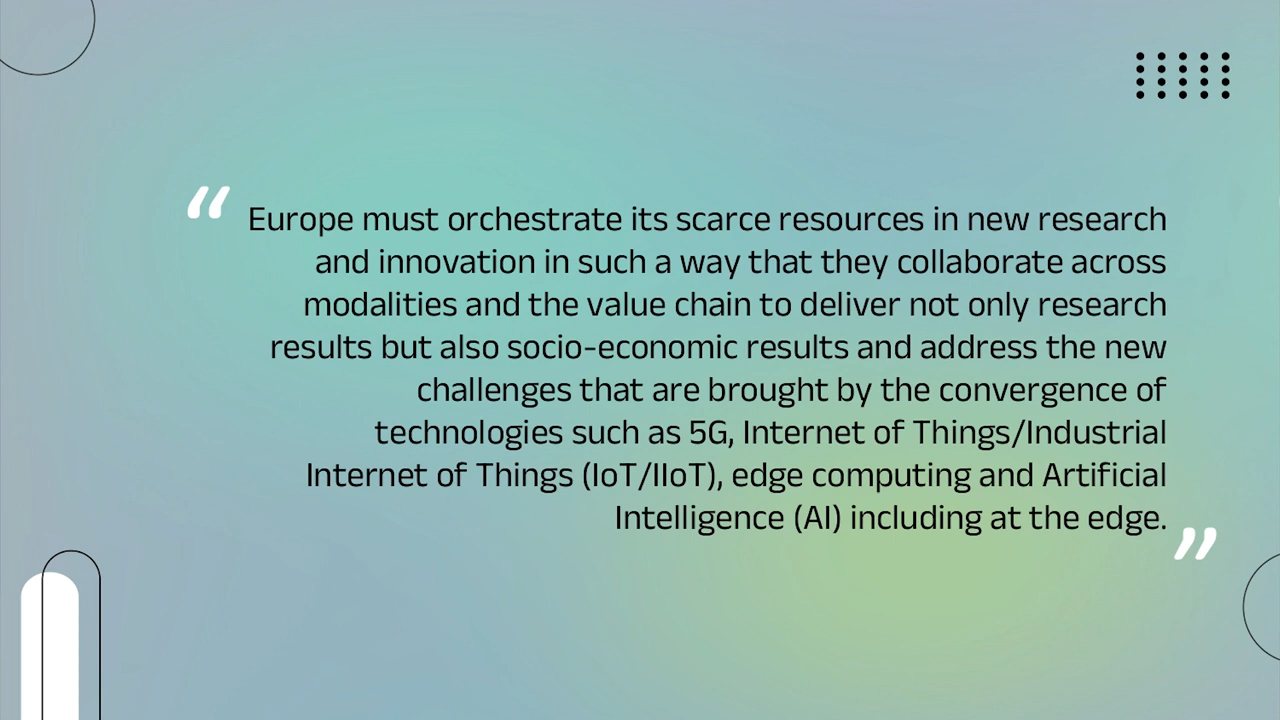 “ Europe must orchestrate its scarce resources in new research
and innovation in such a way that they collaborate across
modalities and the value chain to deliver not only research
results but also socio-economic results and address the new
challenges that are brought by the convergence of
technologies such as 5G, Internet of Things/Industrial
Internet of Things (IoT/IIoT), edge computing and Artificial
Intelligence (AI) including at the edge. ”